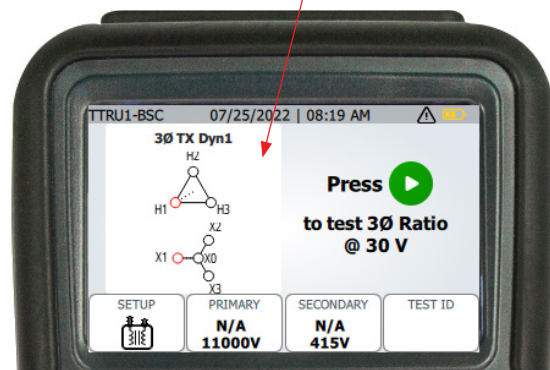 TTRU1-BSC 07/25/2022 | 08:19 AM
3Ø TX Dyn1
H2
H1 H3
X2
X1 X0
X3
Press
to test 3Ø Ratio
@ 30 V
SETUP PRIMARY SECONDARY TEST ID
N/A N/A
11000V 415V